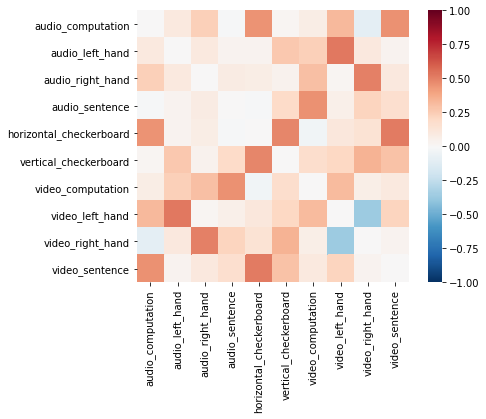 audio_computation
audio_left_hand
audio_right_hand
audio_sentence
horizontal_checkerboard
vertical_checkerboard
video_computation
video_left_hand
video_right_hand
video_sentence
audio_computation
audio_left_hand
audio_right_hand
audio_sentence
horizontal_checkerboard
vertical_checkerboard
video_computation
video_left_hand
video_right_hand
video_sentence
1.00
0.75
0.50
0.25
0.00
−0.25
−0.50
−0.75
−1.00